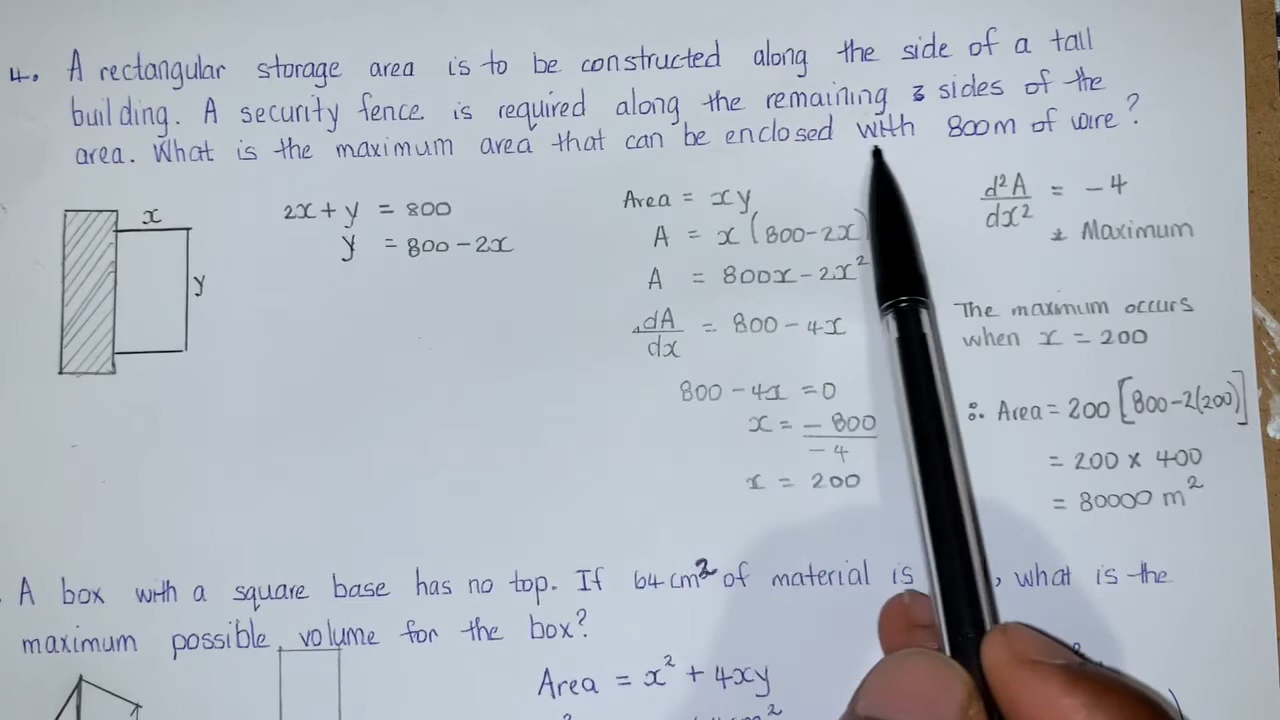 4. A rectangular storage area is to be constructed along the side of a tall
building. A security fence is required along the remaining 3 sides of the
area. What is the maximum area that can be enclosed with 800m of wire?
x
y
2x + y = 800
y = 800 - 2x
Area = xy
A = x(800-2x)
A = 800x - 2x²
dA/dx = 800 - 4x
800 - 4x = 0
x = -800/-4
x = 200
d²A/dx² = -4
* Maximum
The maximum occurs
when x = 200
∴ Area = 200[800-2(200)]
= 200 x 400
= 80000 m²
A box with a square base has no top. If 64cm² of material is , what is the
maximum possible volume for the box?
Area = x² + 4xy